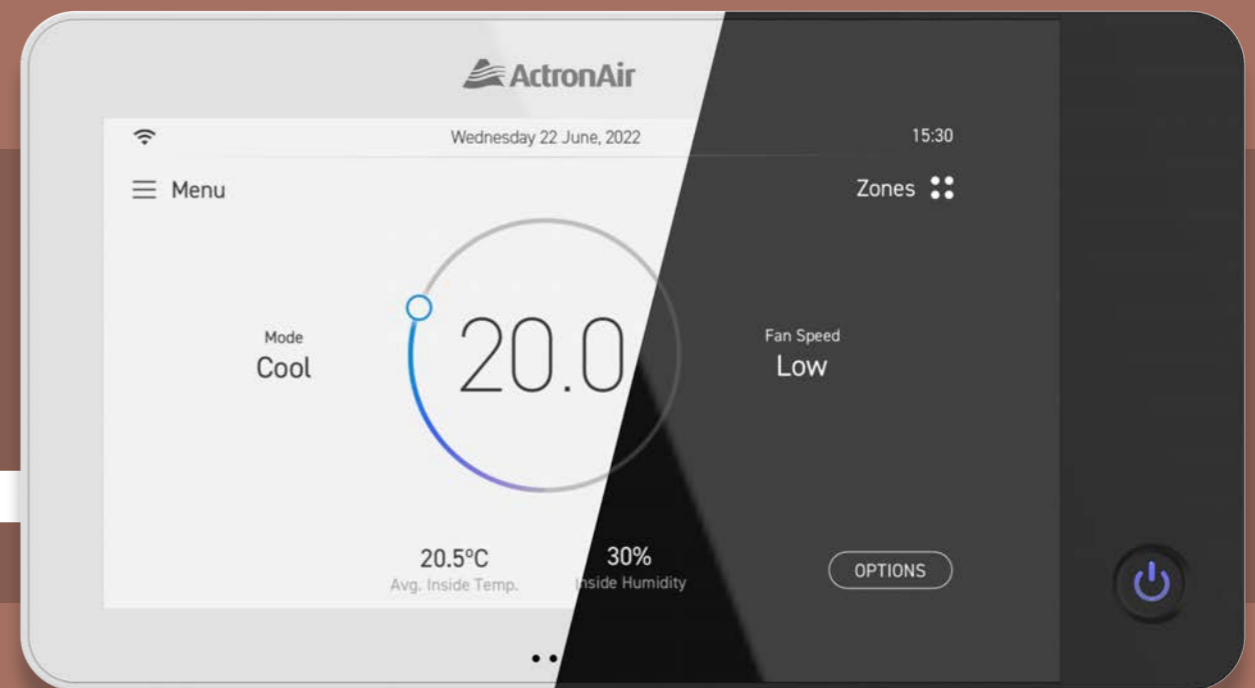 ActronAir
Wednesday 22 June, 2022
15:30
Menu
Zones
Mode
Cool
20.0
Fan Speed
Low
20.5ºC
Avg. Inside Temp.
30%
Inside Humidity
OPTIONS